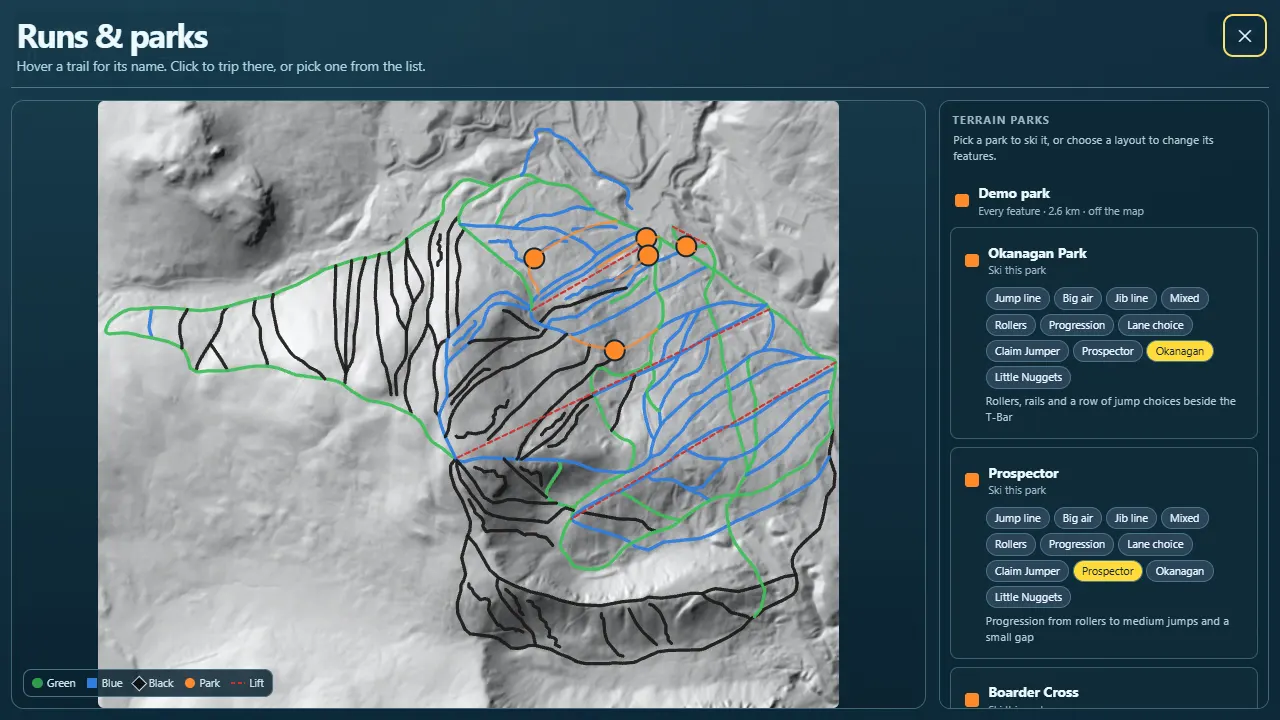 Runs & parks
Hover a trail for its name. Click to trip there, or pick one from the list.
TERRAIN PARKS
Pick a park to ski it, or choose a layout to change its
features.
Demo park
Every feature · 2.6 km · off the map
Okanagan Park
Ski this park
Jump line Big air Jib line Mixed
Rollers Progression Lane choice
Claim Jumper Prospector Okanagan
Little Nuggets
Rollers, rails and a row of jump choices beside the
T-Bar
Prospector
Ski this park
Jump line Big air Jib line Mixed
Rollers Progression Lane choice
Claim Jumper Prospector Okanagan
Little Nuggets
Progression from rollers to medium jumps and a
small gap
Boarder Cross
Green Blue Black Park Lift